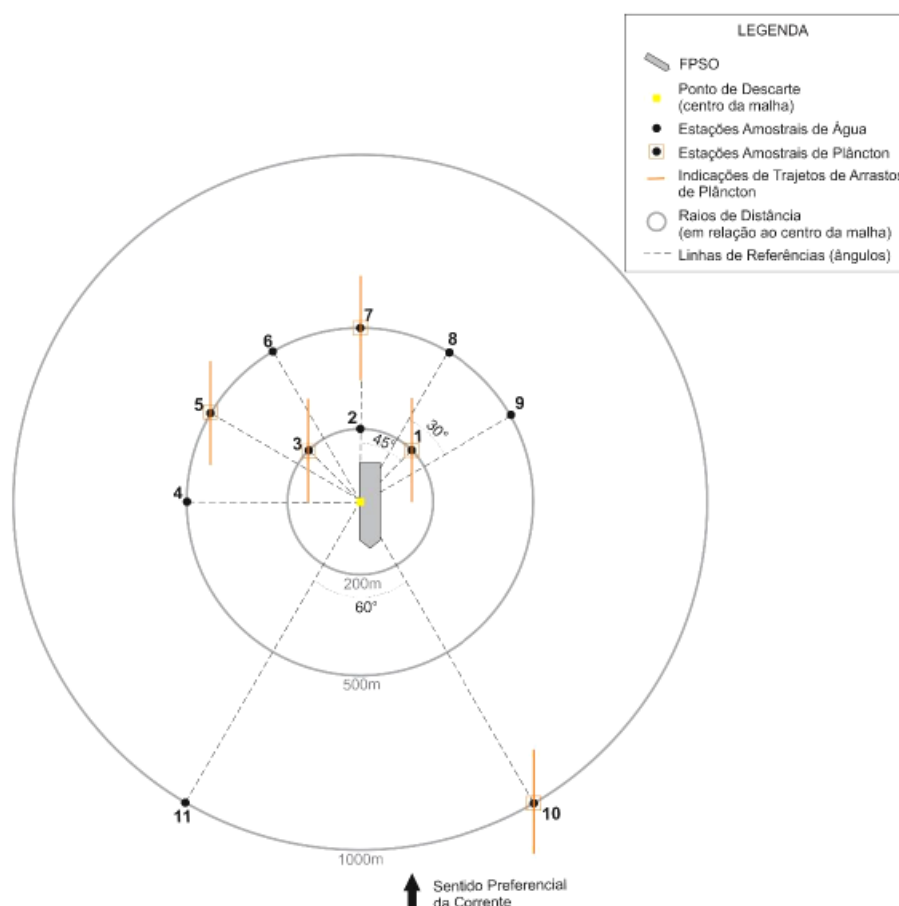 LEGENDA
FPSO
Ponto de Descarte
(centro da malha)
Estações Amostrais de Água
Estações Amostrais de Plâncton
Indicações de Trajetos de Arrastos
de Plâncton
Raios de Distância
(em relação ao centro da malha)
Linhas de Referências (ângulos)
7
6
8
5
9
2
3
45°
1
30°
4
200m
60°
500m
11
10
1000m
Sentido Preferencial
da Corrente